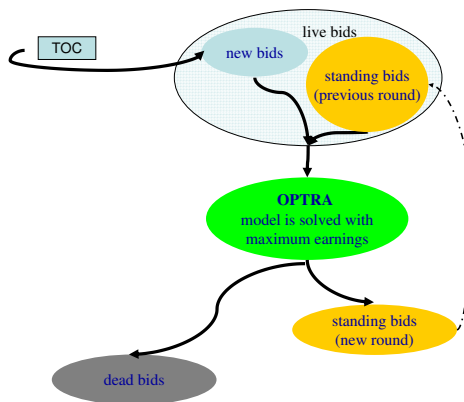 TOC
live bids
new bids
standing bids
(previous round)
OPTRA
model is solved with
maximum earnings
standing bids
(new round)
dead bids